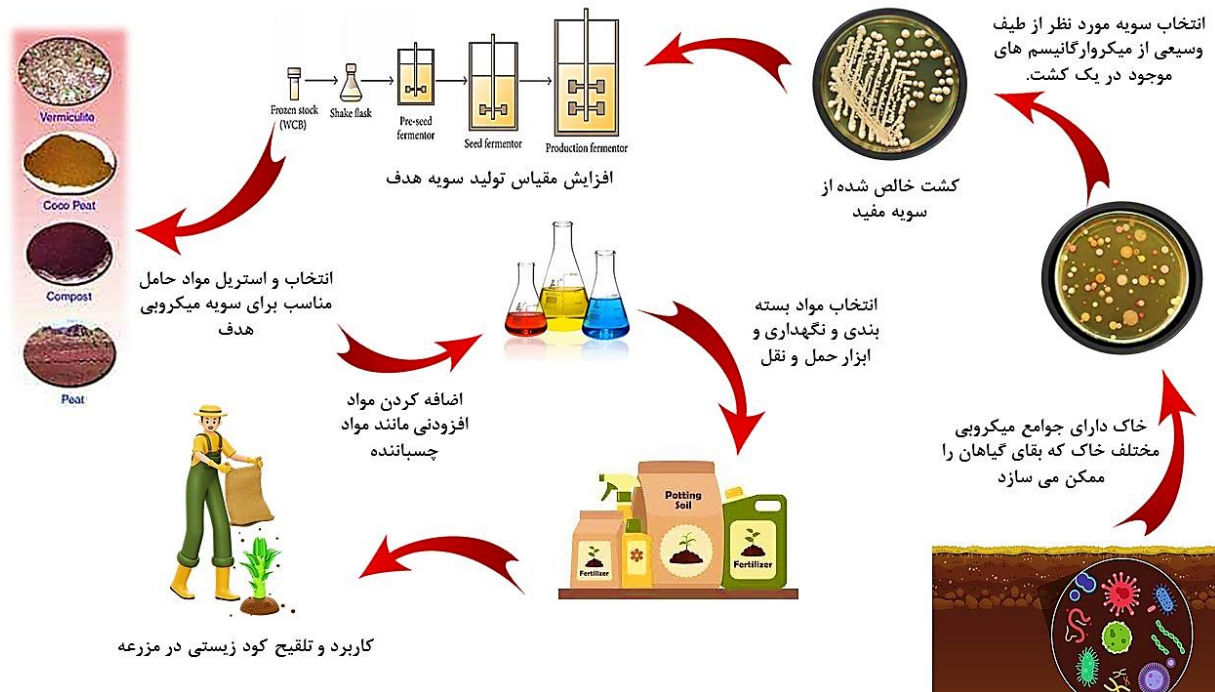 انتخاب سویه مورد نظر از طیف
وسیعی از میکروارگانیسم های
موجود در یک کشت.
کشت خالص شده از
سویه مفید
Frozen stock
(WCB)
Shake flask
Pre-seed
fermentor
Seed fermentor
Production fermentor
افزایش مقیاس تولید سویه هدف
Vermiculite
Coco Peat
Compost
Peat
انتخاب و استریل مواد حامل
مناسب برای سویه میکروبی
هدف
اضافه کردن مواد
افزودنی مانند مواد
چسباننده
انتخاب مواد بسته
بندی و نگهداری و
ابزار حمل و نقل
خاک دارای جوامع میکروبی
مختلف خاک که بقای گیاهان را
ممکن می سازد
Potting
Soil
Fertilizer
Fertilizer
کاربرد و تلقیح کود زیستی در مزرعه